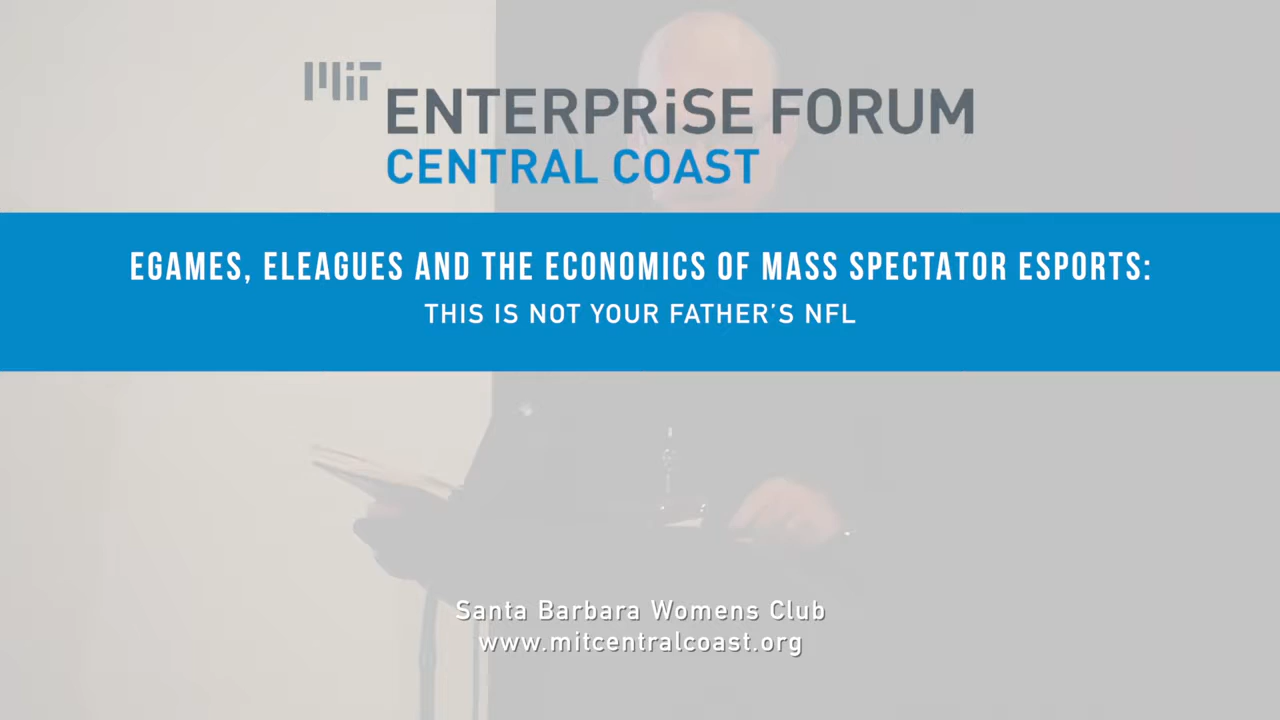 MIT
ENTERPRiSE FORUM
CENTRAL COAST
EGAMES, ELEAGUES AND THE ECONOMICS OF MASS SPECTATOR ESPORTS:
THIS IS NOT YOUR FATHER'S NFL
Santa Barbara Womens Club
www.mitcentralcoast.org